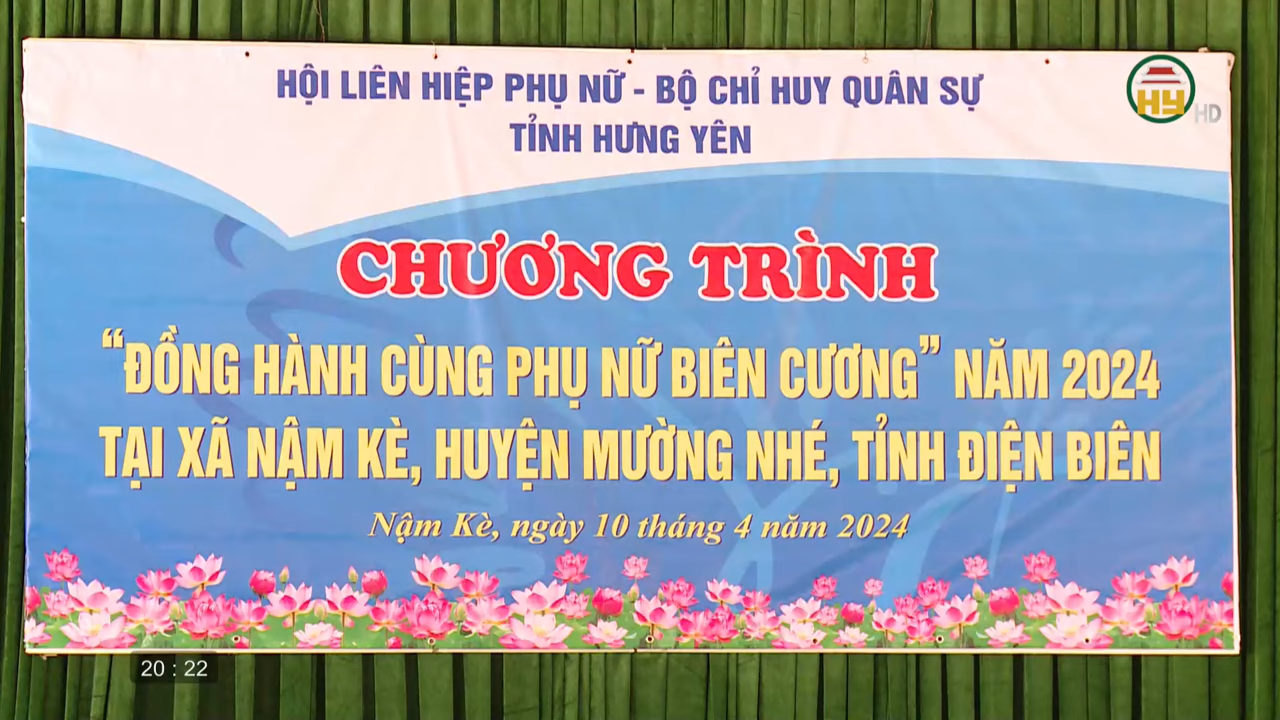 HỘI LIÊN HIỆP PHỤ NỮ - BỘ CHỈ HUY QUÂN SỰ
TỈNH HƯNG YÊN
HY HD
CHƯƠNG TRÌNH
“ĐỒNG HÀNH CÙNG PHỤ NỮ BIÊN CƯƠNG” NĂM 2024
TẠI XÃ NẬM KÈ, HUYỆN MƯỜNG NHÉ, TỈNH ĐIỆN BIÊN
Nậm Kè, ngày 10 tháng 4 năm 2024
20 : 22